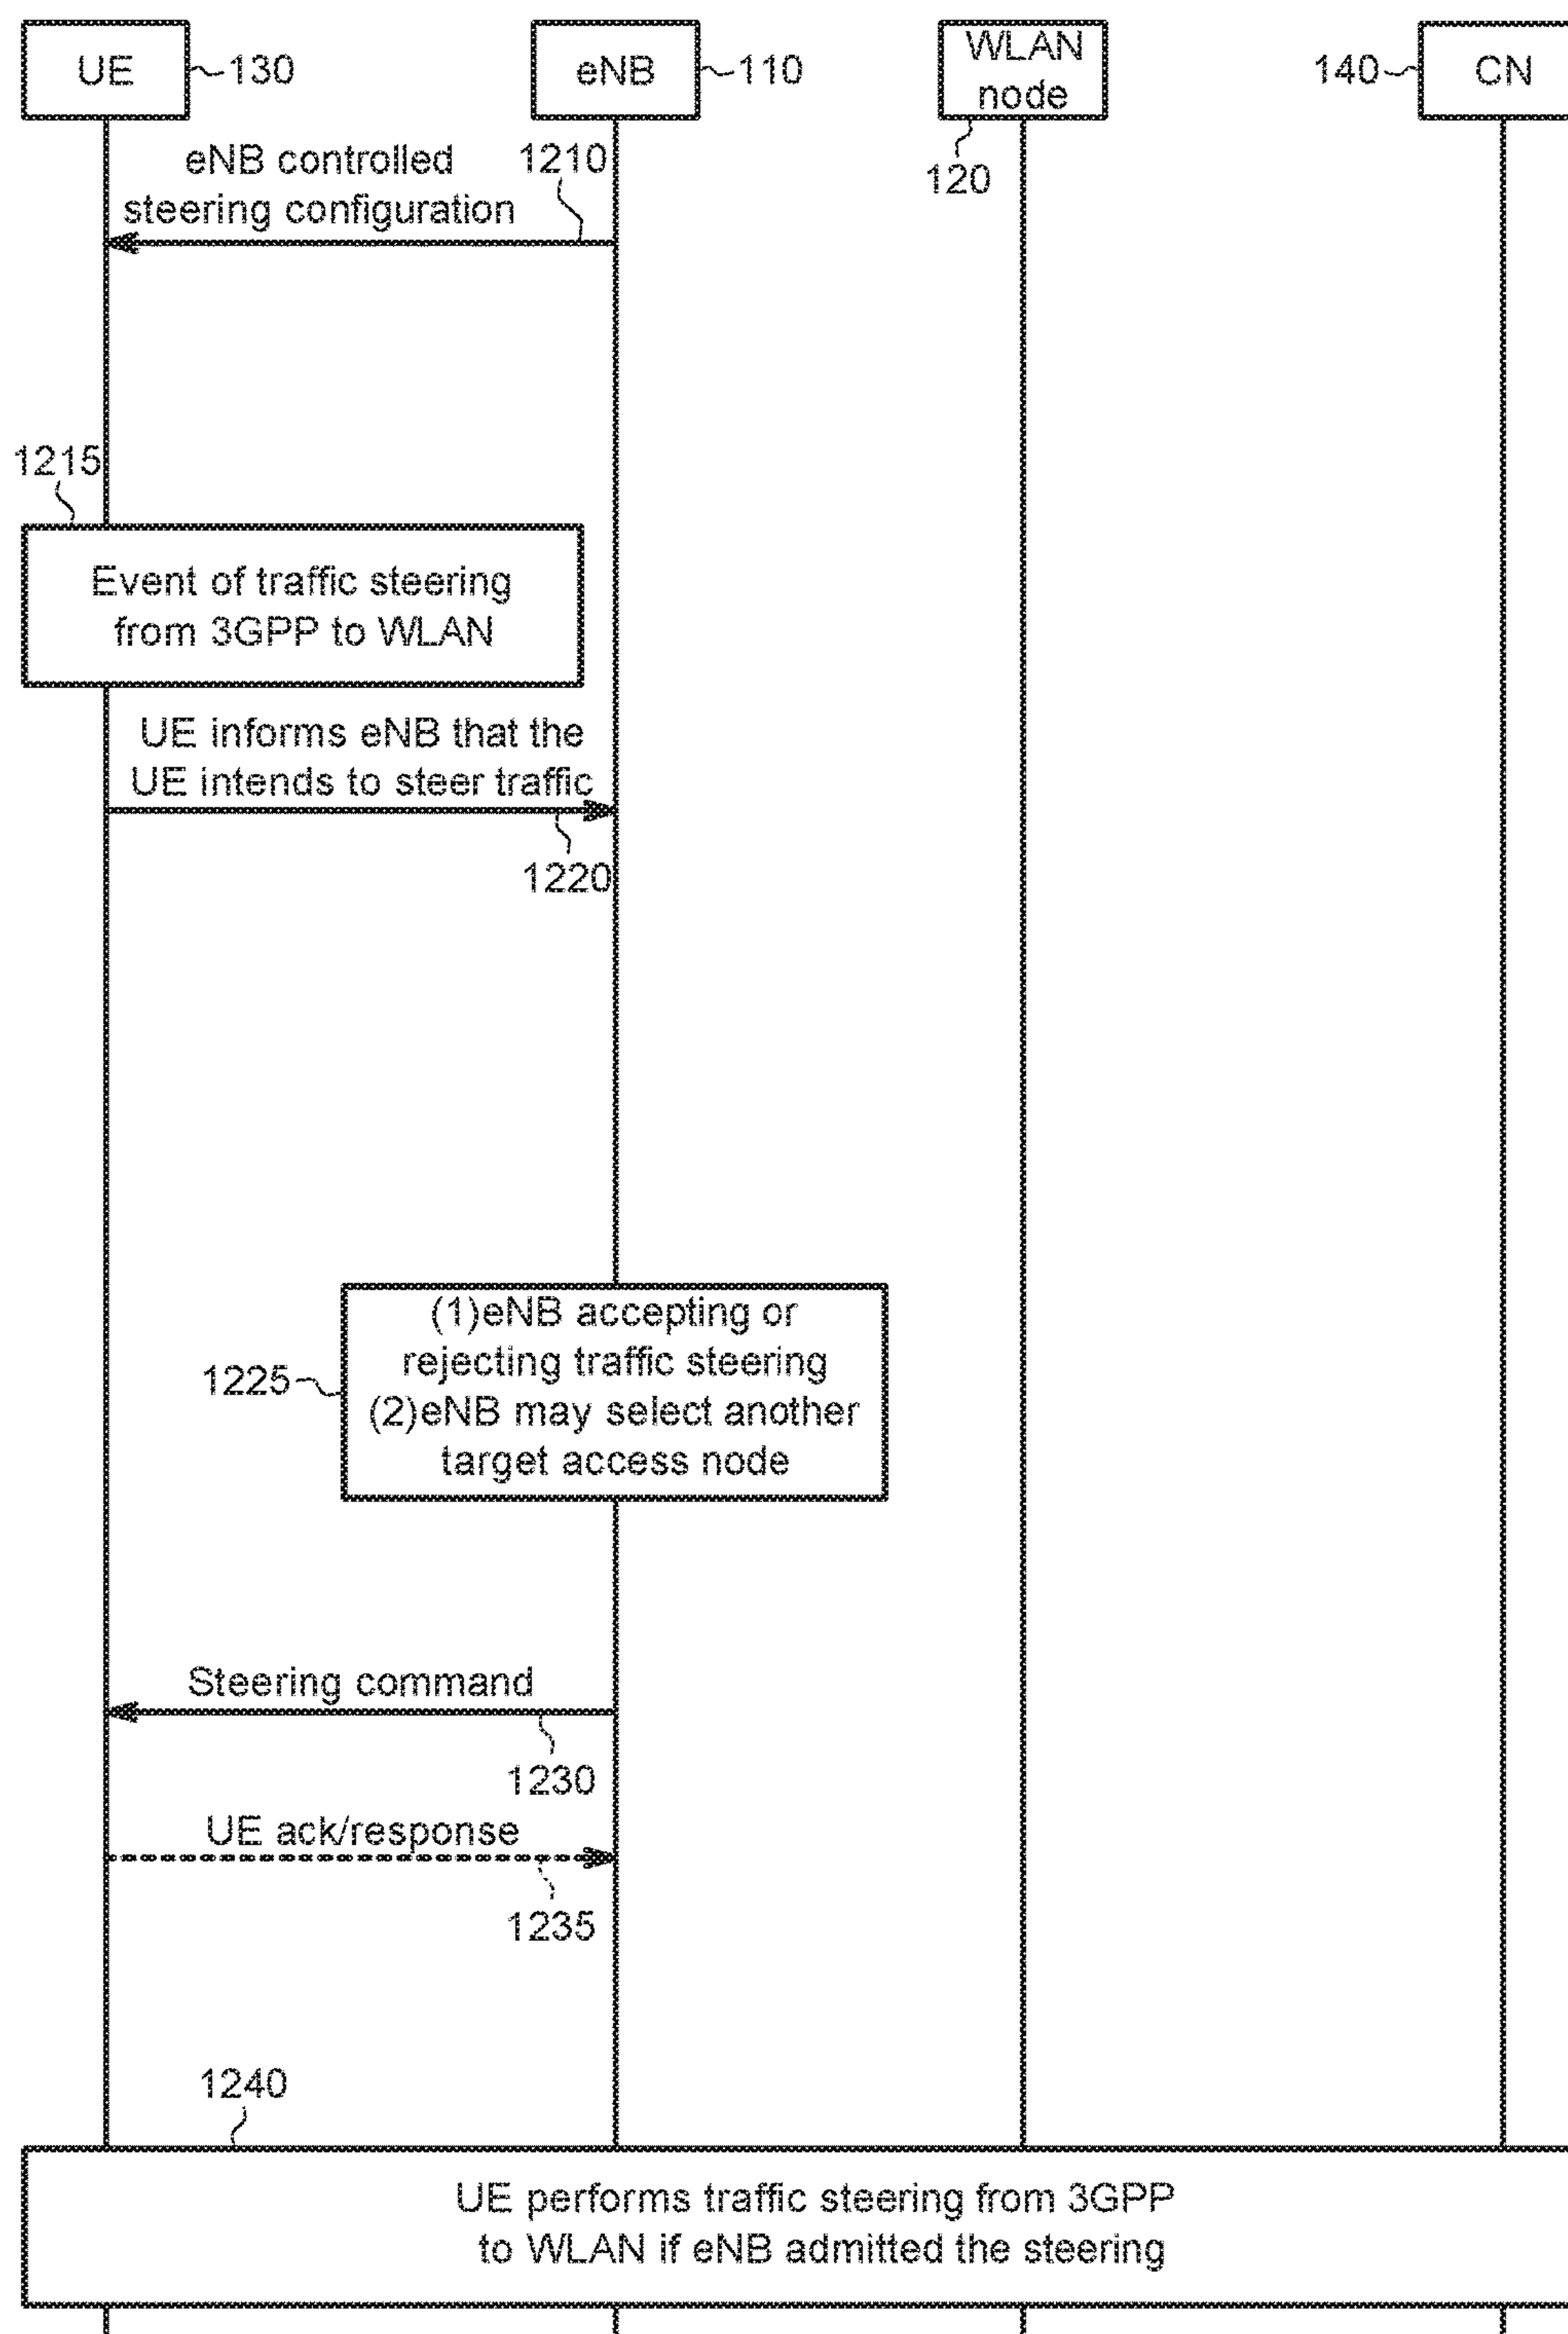 UE
130
eNB
110
WLAN
node
120
140
CN
eNB controlled
steering configuration
1210
1215
Event of traffic steering
from 3GPP to WLAN
UE informs eNB that the
UE intends to steer traffic
1220
(1)eNB accepting or
rejecting traffic steering
(2)eNB may select another
target access node
1225
Steering command
1230
UE ack/response
1235
1240
UE performs traffic steering from 3GPP
to WLAN if eNB admitted the steering